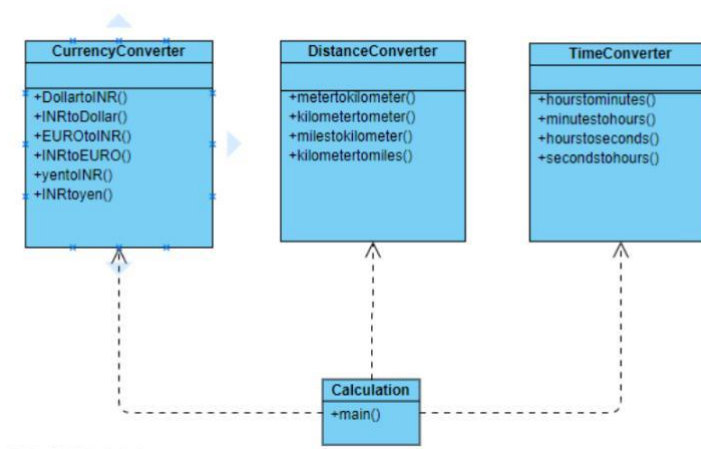 CurrencyConverter
+DollartoINR()
+INRtoDollar()
+EUROtoINR()
+INRtoEURO()
+yentoINR()
+INRtoyen()
DistanceConverter
+metertokilometer()
+kilometertometer()
+milestokilometer()
+kilometertomiles()
TimeConverter
+hourstominutes()
+minutestohours()
+hourstoseconds()
+secondstohours()
Calculation
+main()